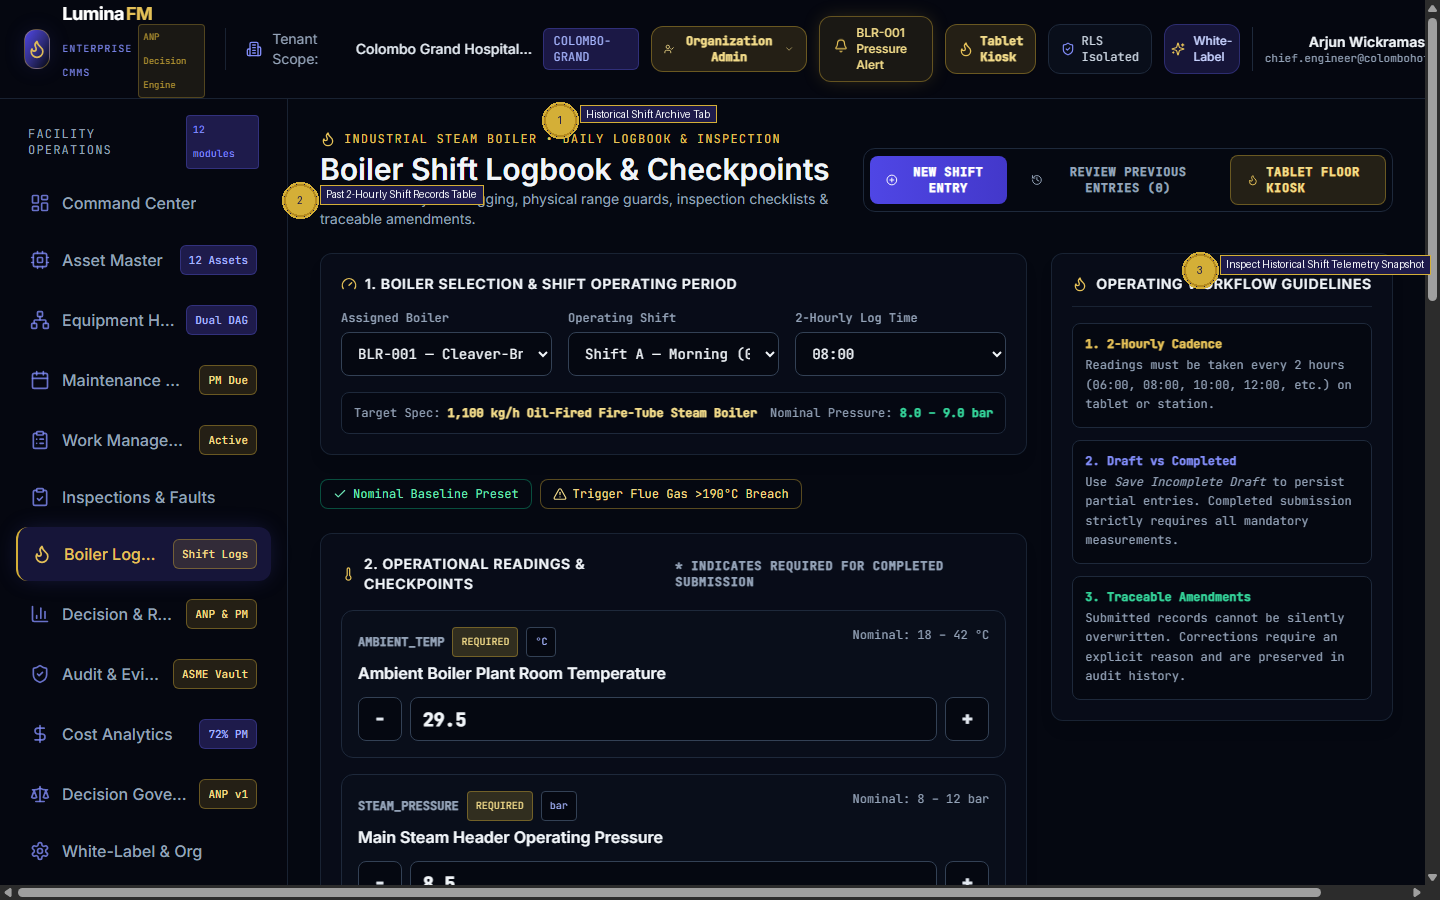 LuminaFM
ENTERPRISE
CMMS
ANP
Decision
Engine
Tenant
Scope:
Colombo Grand Hospital...
COLOMBO-
GRAND
Organization
Admin
BLR-001
Pressure
Alert
Tablet
Kiosk
RLS
Isolated
White-
Label
Arjun Wickramas
chief.engineer@colomboho
FACILITY
OPERATIONS
12
modules
Command Center
Asset Master
12 Assets
Equipment H...
Dual DAG
Maintenance ...
PM Due
Work Manage...
Active
Inspections & Faults
Boiler Log...
Shift Logs
Decision & R...
ANP & PM
Audit & Evi...
ASME Vault
Cost Analytics
72% PM
Decision Gove...
ANP v1
White-Label & Org
1
Historical Shift Archive Tab
INDUSTRIAL STEAM BOILER • DAILY LOGBOOK & INSPECTION
Boiler Shift Logbook & Checkpoints
2
Past 2-Hourly Shift Records Table
physical range guards, inspection checklists &
traceable amendments.
NEW SHIFT
ENTRY
REVIEW PREVIOUS
ENTRIES (0)
TABLET FLOOR
KIOSK
1. BOILER SELECTION & SHIFT OPERATING PERIOD
Assigned Boiler
Operating Shift
2-Hourly Log Time
BLR-001 — Cleaver-Br
Shift A — Morning (0
08:00
Target Spec: 1,100 kg/h Oil-Fired Fire-Tube Steam Boiler
Nominal Pressure: 8.0 – 9.0 bar
Nominal Baseline Preset
Trigger Flue Gas >190°C Breach
2. OPERATIONAL READINGS &
CHECKPOINTS
* INDICATES REQUIRED FOR COMPLETED
SUBMISSION
AMBIENT_TEMP
REQUIRED
°C
Nominal: 18 – 42 °C
Ambient Boiler Plant Room Temperature
-
29.5
+
STEAM_PRESSURE
REQUIRED
bar
Nominal: 8 – 12 bar
Main Steam Header Operating Pressure
-
8.5
+
3
Inspect Historical Shift Telemetry Snapshot
OPERATING WORKFLOW GUIDELINES
1. 2-Hourly Cadence
Readings must be taken every 2 hours
(06:00, 08:00, 10:00, 12:00, etc.) on
tablet or station.
2. Draft vs Completed
Use Save Incomplete Draft to persist
partial entries. Completed submission
strictly requires all mandatory
measurements.
3. Traceable Amendments
Submitted records cannot be silently
overwritten. Corrections require an
explicit reason and are preserved in
audit history.